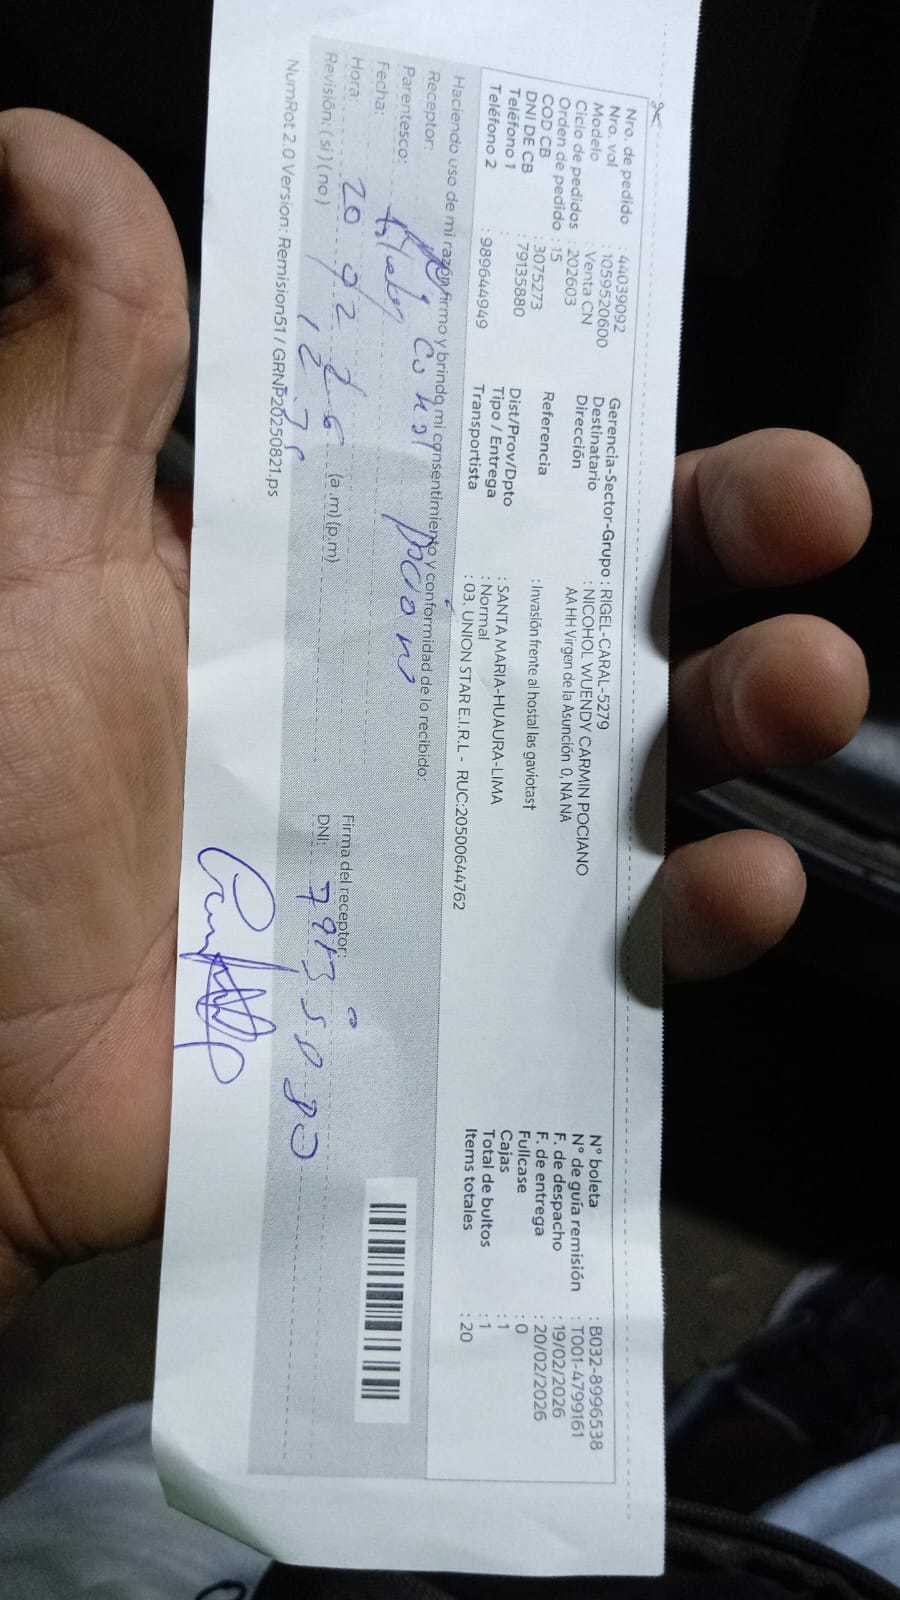 Nro. de pedido : 44039092
Nro. vol : 1059520600
Modelo : Venta CN
Ciclo de pedidos : 202603
Orden de pedido : 15
COD CB : 3075273
DNI DE CB : 79135880
Teléfono 1 :
Teléfono 2 : 989644949
Gerencia-Sector-Grupo : RIGEL-CARAL-5279
Destinatario : NICOHOL WUENDY CARMIN POCIANO
Dirección AA HH Virgen de la Asunción 0, NA NA
Referencia : Invasión frente al hostal las gaviotas†
Dist/Prov/Dpto : SANTA MARIA-HUAURA-LIMA
Tipo / Entrega : Normal
Transportista : 03. UNION STAR E.I.R.L - RUC:20500644762
N° boleta : B032-8996538
N° de guía remisión : T001-4799161
F. de despacho : 19/02/2026
F. de entrega : 20/02/2026
Fullcase : 0
Cajas : 1
Total de bultos : 1
Items totales : 20
Haciendo uso de mi razón, firmo y brindo mi consentimiento y conformidad de lo recibido:
Receptor:
Parentesco:
Fecha: 20 02 26
Hora: 12 (a.m) (p.m)
Revisión: (si) (no)
Firma del receptor:
DNI: 79135880
NumRot 2.0 Version: Remision51 / GRNP20250821.ps